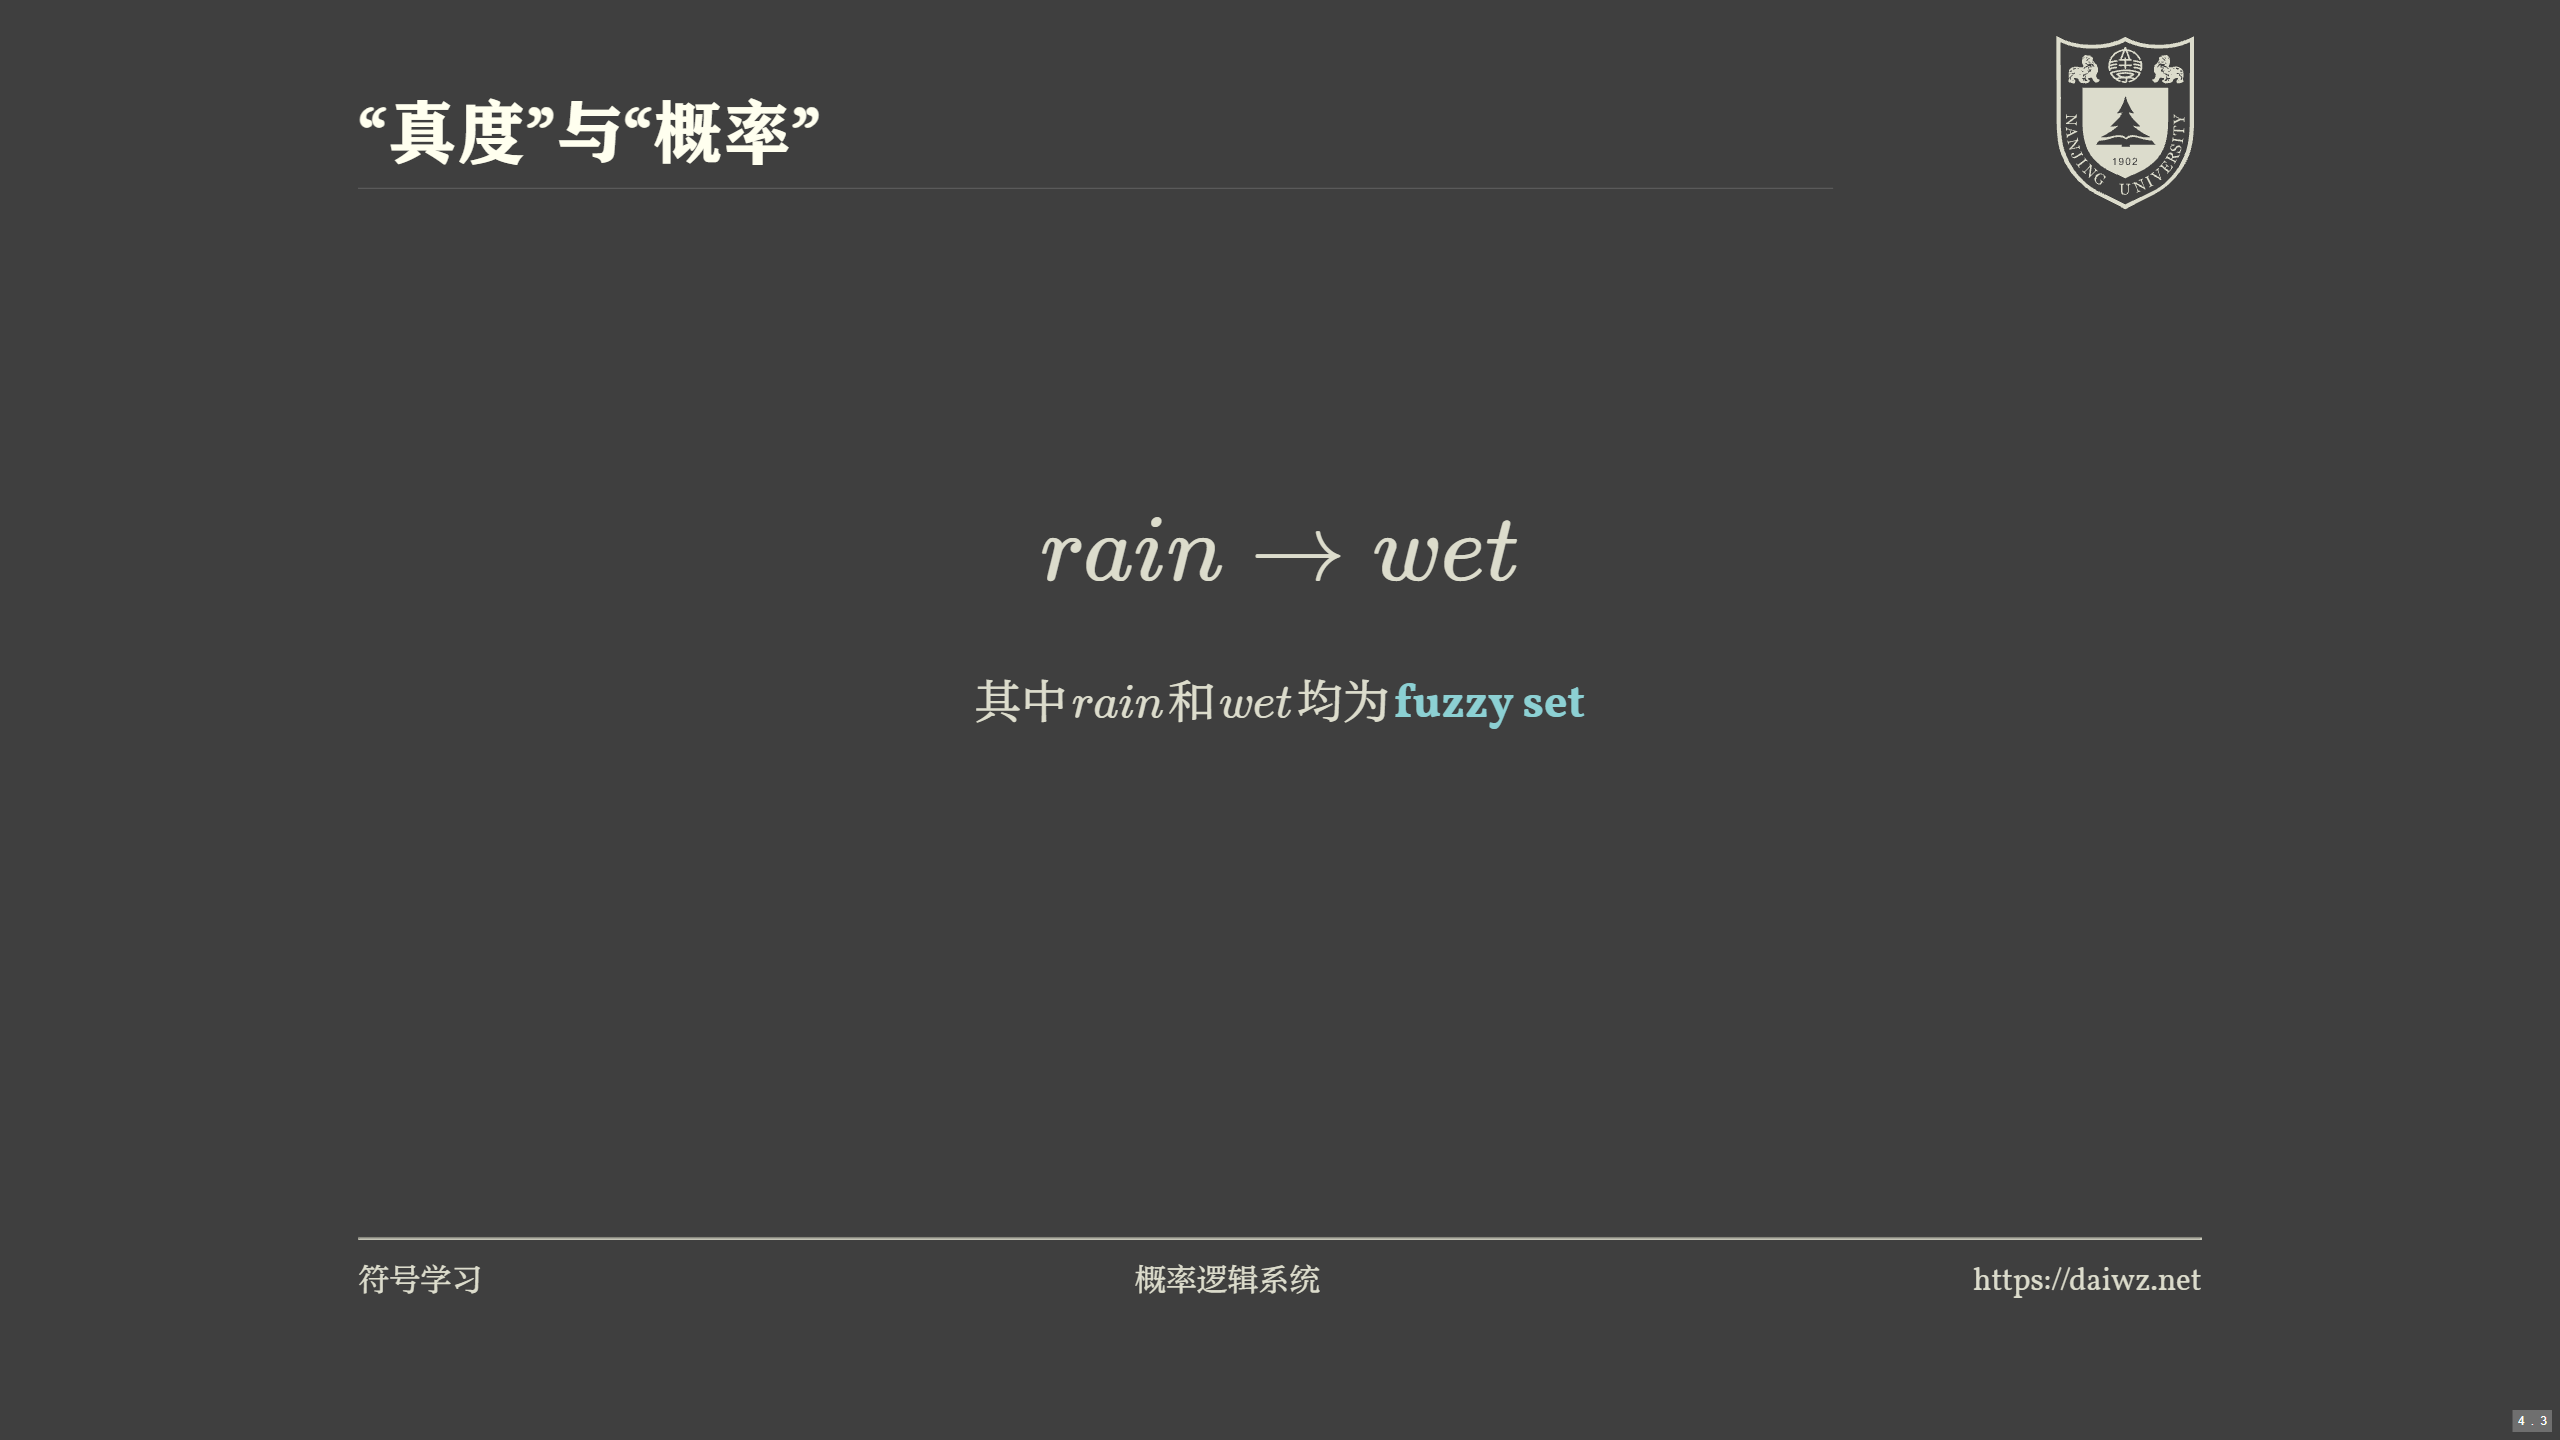 “真度”与“概率”
NANJING UNIVERSITY
1902
rain → wet
其中rain和wet均为fuzzy set
符号学习
概率逻辑系统
https://daiwz.net
4 . 3